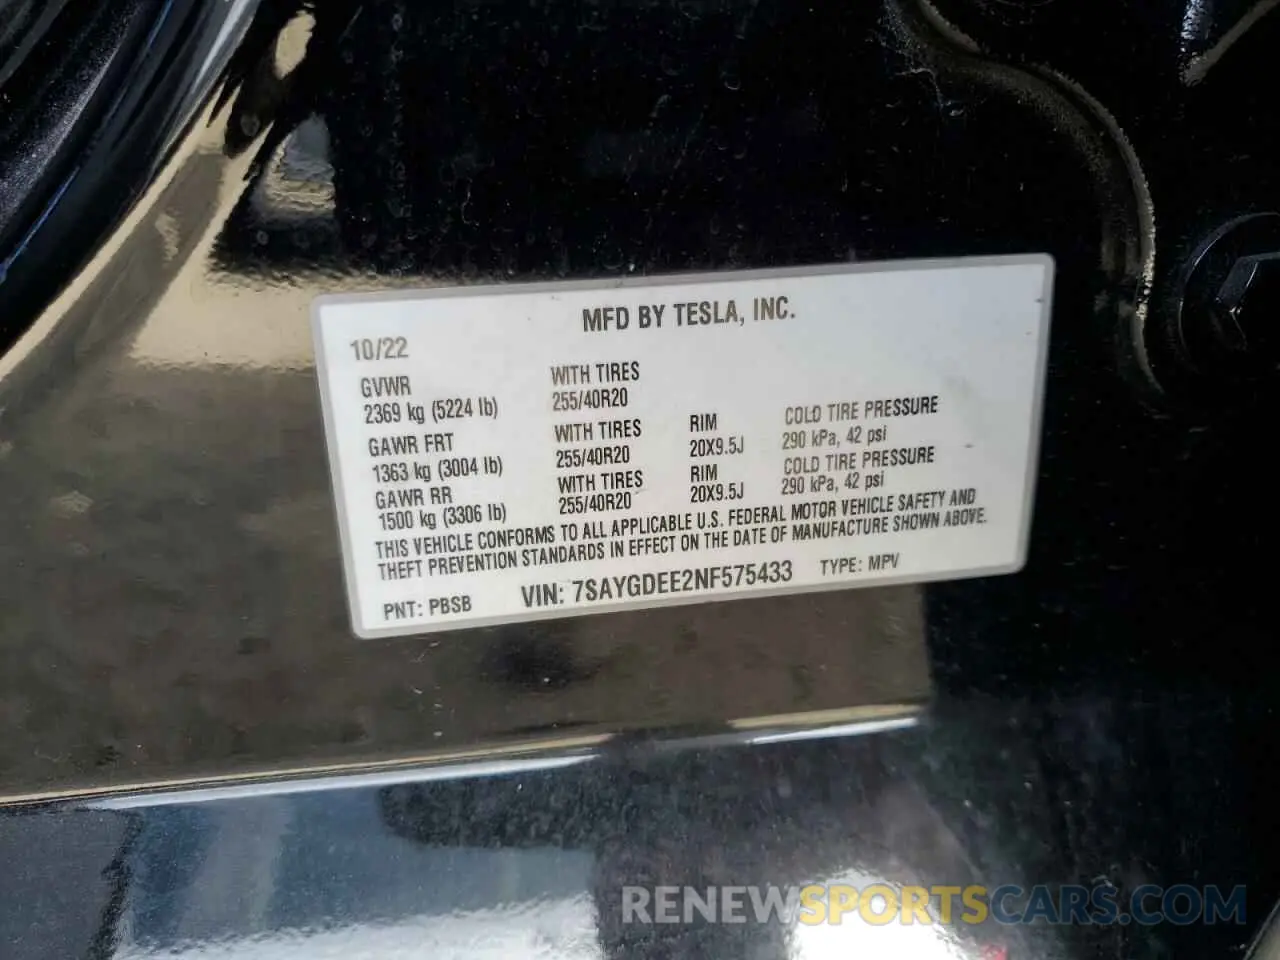 MFD BY TESLA, INC.
10/22
GVWR WITH TIRES
2369 kg (5224 lb) 255/40R20
GAWR FRT WITH TIRES RIM COLD TIRE PRESSURE
1363 kg (3004 lb) 255/40R20 20X9.5J 290 kPa, 42 psi
GAWR RR WITH TIRES RIM COLD TIRE PRESSURE
1500 kg (3306 lb) 255/40R20 20X9.5J 290 kPa, 42 psi
THIS VEHICLE CONFORMS TO ALL APPLICABLE U.S. FEDERAL MOTOR VEHICLE SAFETY AND
THEFT PREVENTION STANDARDS IN EFFECT ON THE DATE OF MANUFACTURE SHOWN ABOVE.
PNT: PBSB VIN: 7SAYGDEE2NF575433 TYPE: MPV
RENEWSPORTSCARS.COM